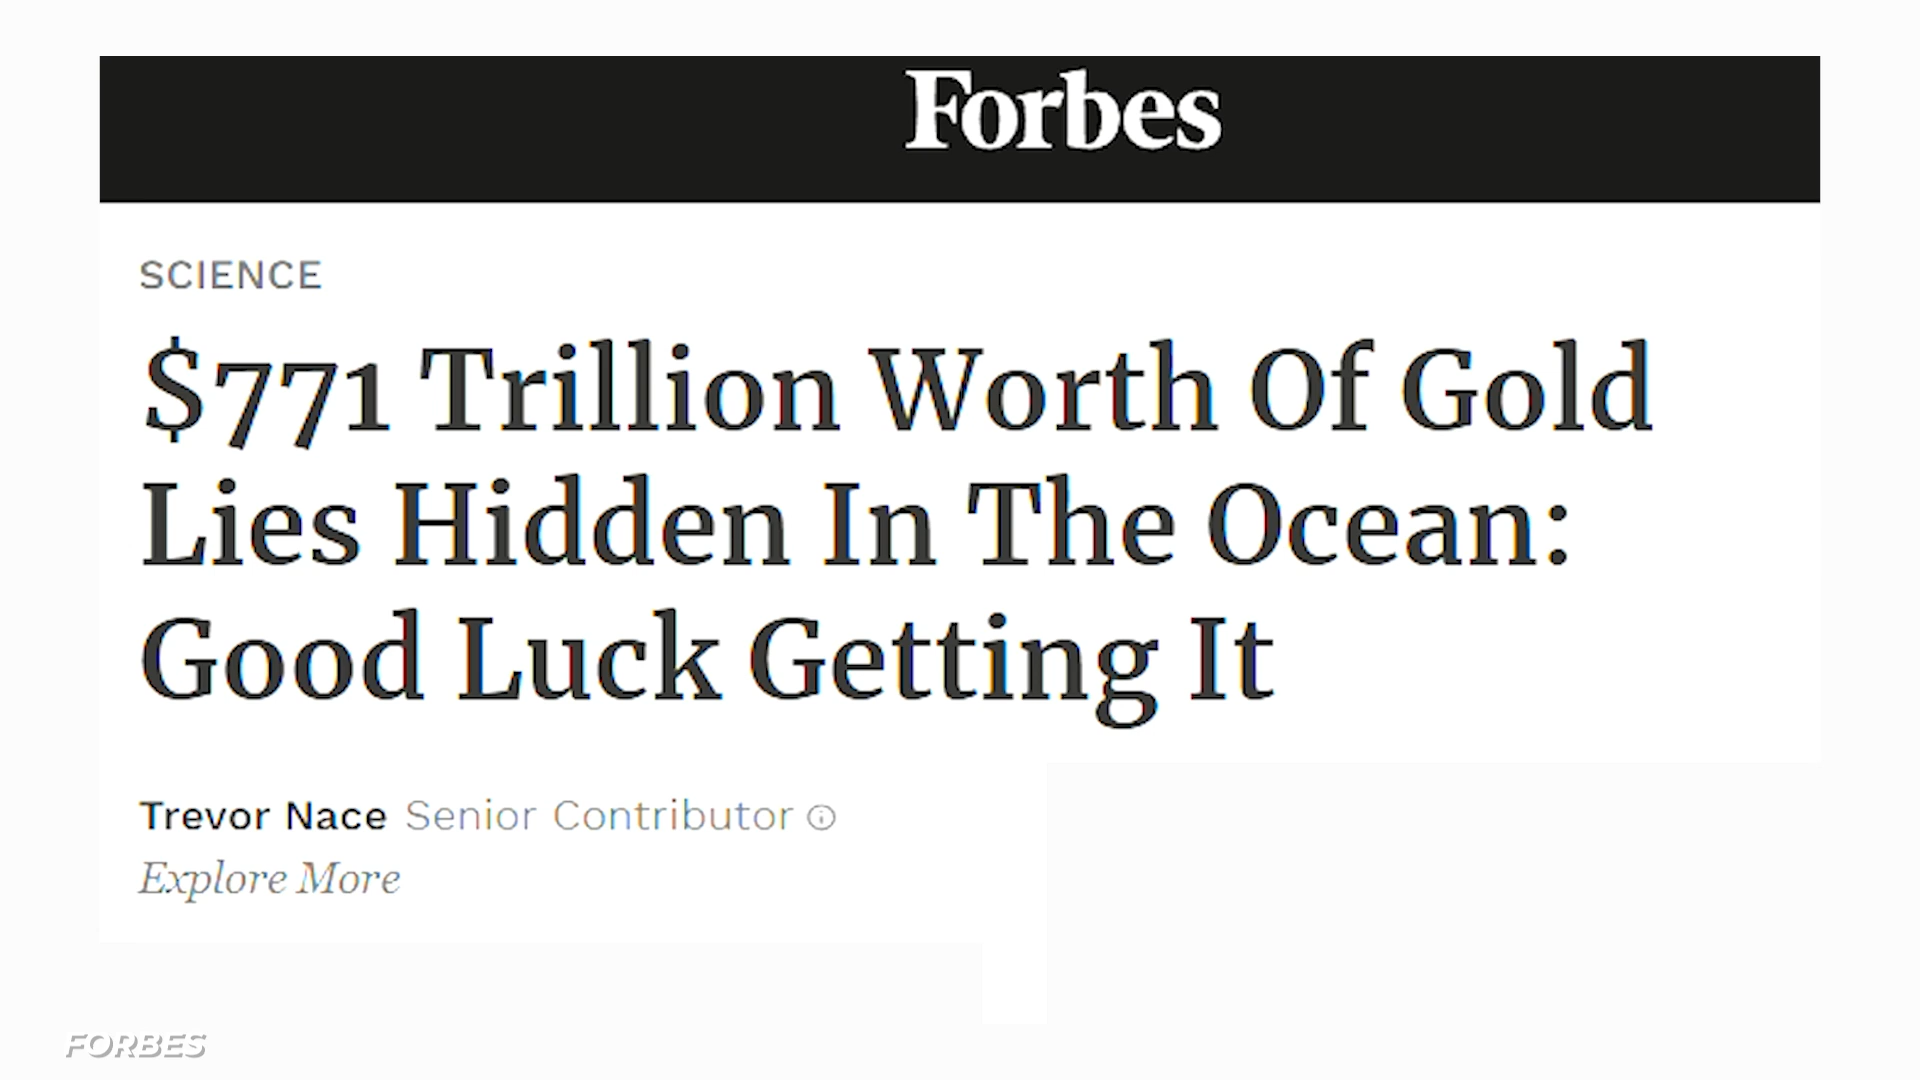 Forbes
SCIENCE
$771 Trillion Worth Of Gold
Lies Hidden In The Ocean:
Good Luck Getting It
Trevor Nace Senior Contributor
Explore More
FORBES